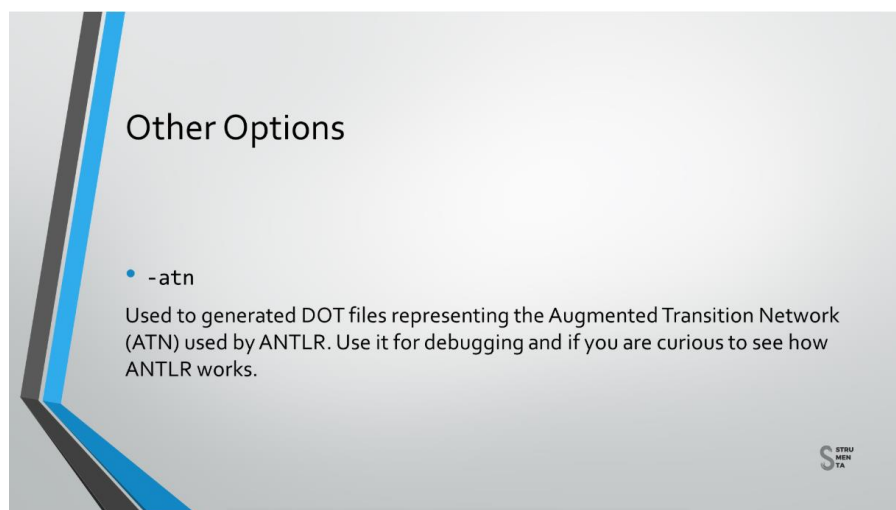 Other Options
• -atn
Used to generated DOT files representing the Augmented Transition Network
(ATN) used by ANTLR. Use it for debugging and if you are curious to see how
ANTLR works.
STRU
MEN
TA